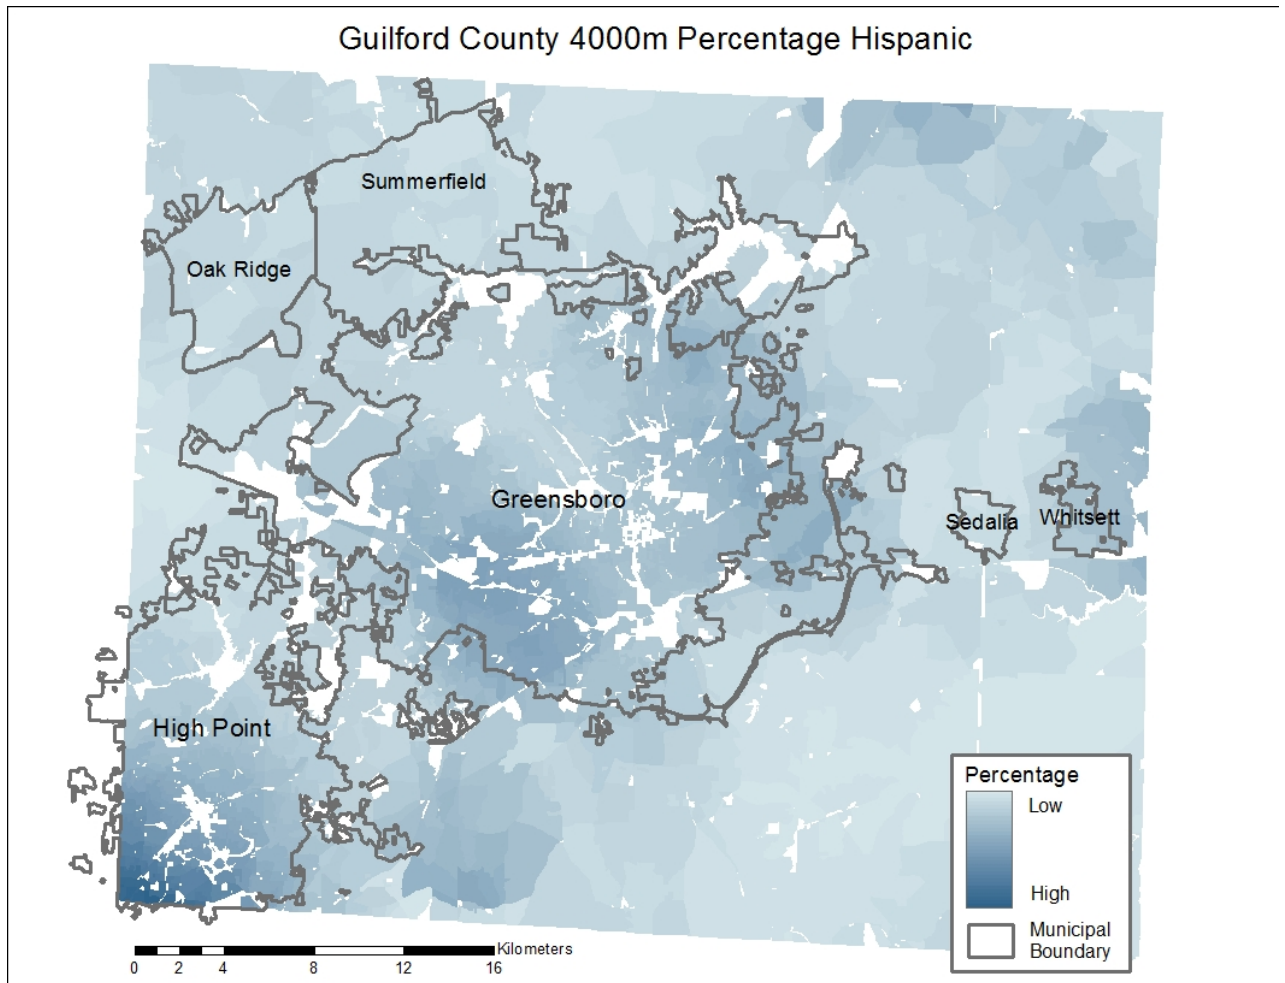 Guilford County 4000m Percentage Hispanic
Summerfield
Oak Ridge
Greensboro
Sedalia
Whitsett
High Point
Percentage
Low
High
Municipal
Boundary
Kilometers
0 2 4 8 12 16